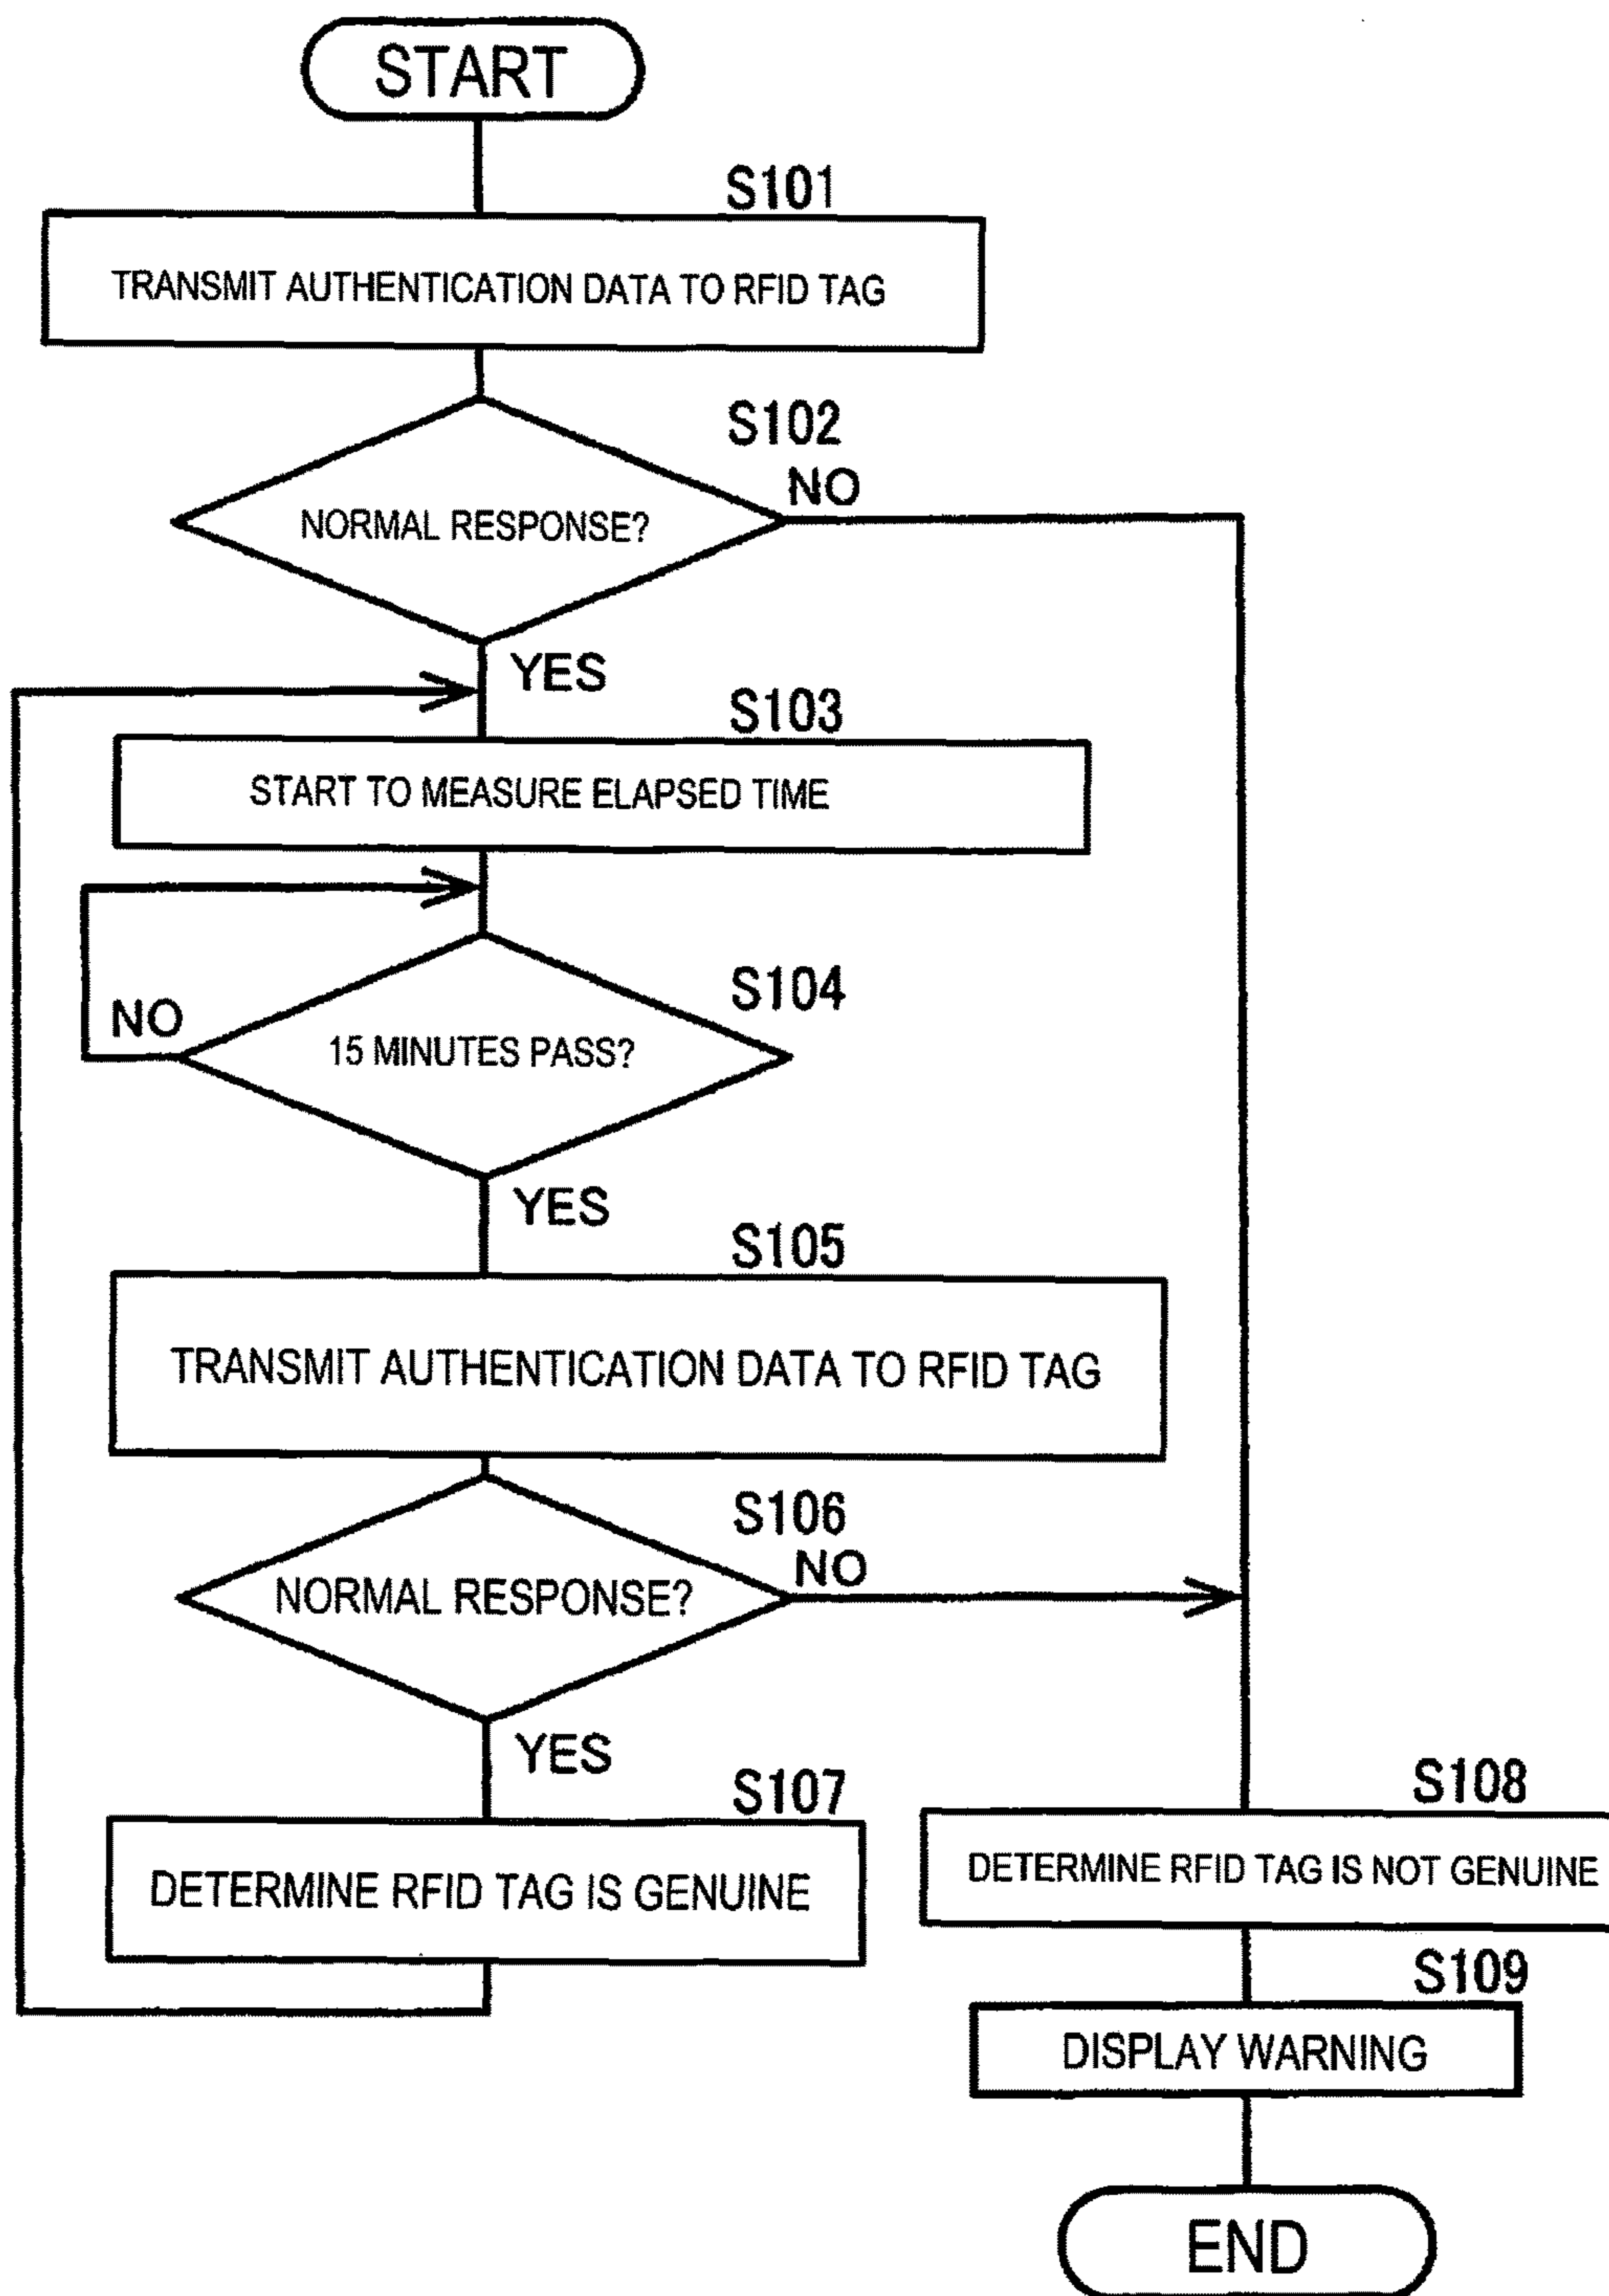 START
S101
TRANSMIT AUTHENTICATION DATA TO RFID TAG
S102
NORMAL RESPONSE?
NO
YES
S103
START TO MEASURE ELAPSED TIME
S104
NO
15 MINUTES PASS?
YES
S105
TRANSMIT AUTHENTICATION DATA TO RFID TAG
S106
NORMAL RESPONSE?
NO
YES
S107
DETERMINE RFID TAG IS GENUINE
S108
DETERMINE RFID TAG IS NOT GENUINE
S109
DISPLAY WARNING
END